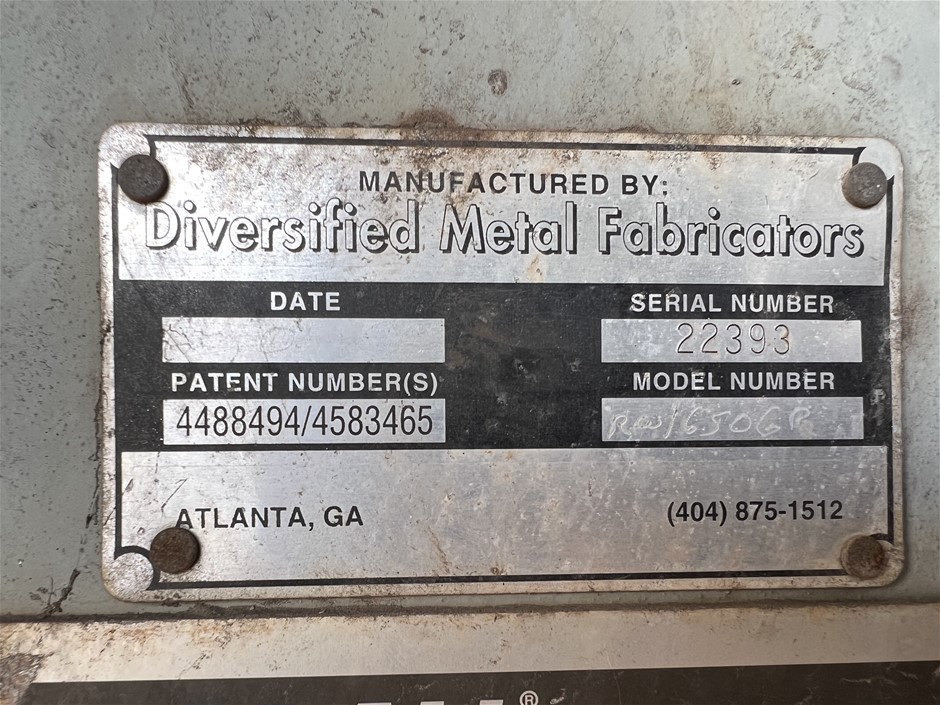 MANUFACTURED BY:
Diversified Metal Fabricators
DATE
SERIAL NUMBER
22393
PATENT NUMBER(S)
MODEL NUMBER
4488494/4583465
ATLANTA, GA
(404) 875-1512
®